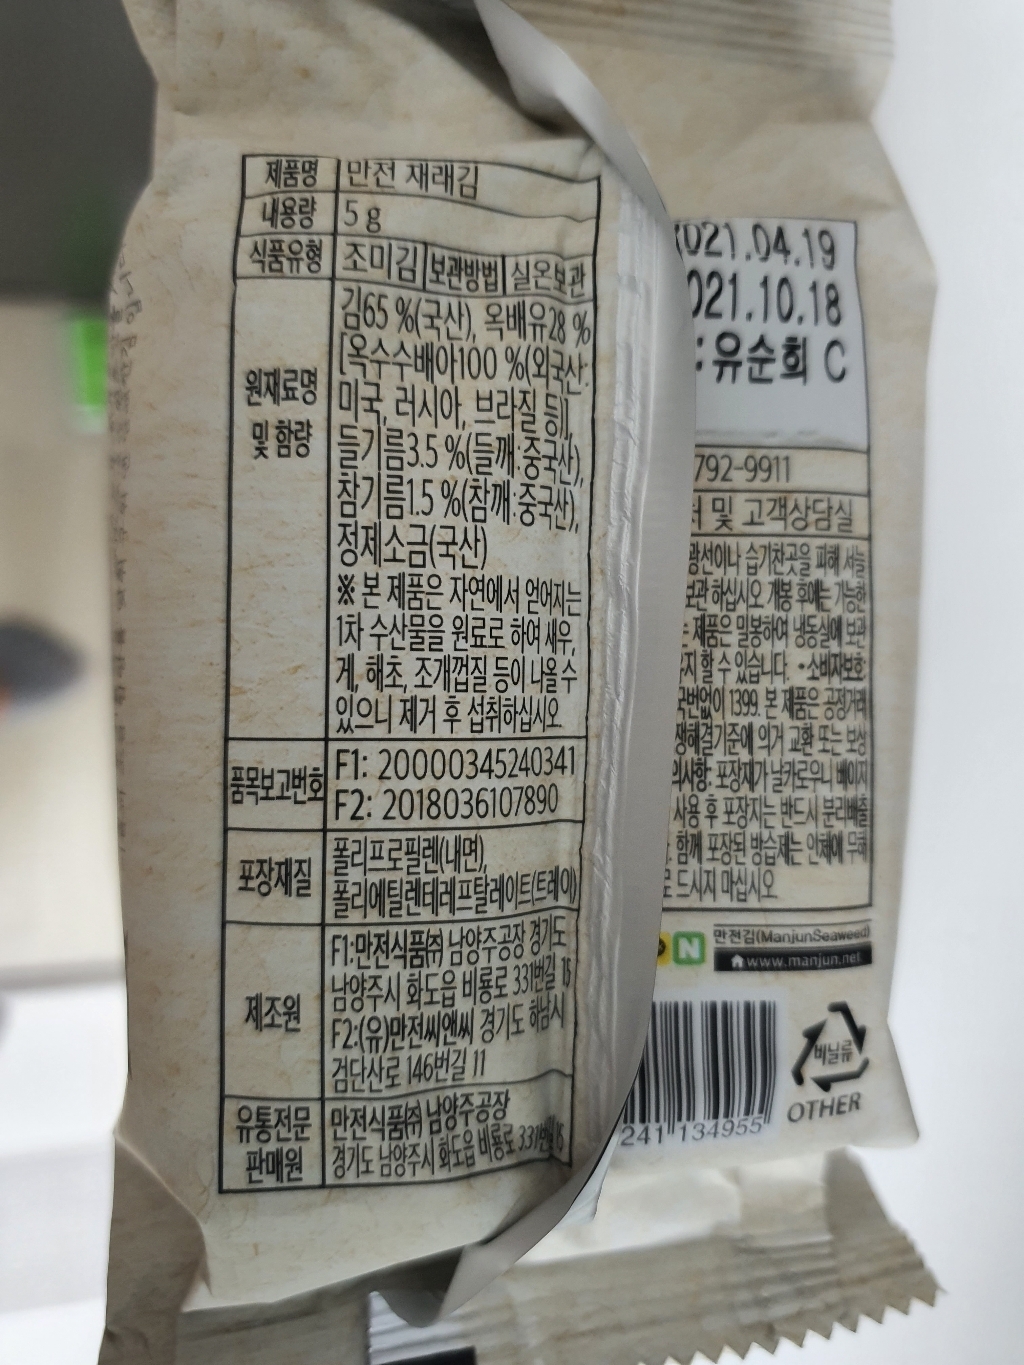 제품명 만전 재래김
내용량 5 g
식품유형 조미김 보관방법 실온보관
원재료명 및 함량
김65 %(국산), 옥배유28 %
[옥수수배아100 %(외국산:
미국, 러시아, 브라질 등)],
들기름3.5 %(들깨:중국산),
참기름1.5 %(참깨:중국산),
정제소금(국산)
※ 본 제품은 자연에서 얻어지는
1차 수산물을 원료로 하여 새우,
게, 해초, 조개껍질 등이 나올 수
있으니 제거 후 섭취하십시오
품목보고번호
F1: 20000345240341
F2: 2018036107890
포장재질
폴리프로필렌(내면),
폴리에틸렌테레프탈레이트(트레이)
제조원
F1:만전식품㈜ 남양주공장 경기도
남양주시 화도읍 비룡로 331번길 15
F2:(유)만전씨앤씨 경기도 하남시
검단산로 146번길 11
유통전문
판매원
만전식품㈜ 남양주공장
경기도 남양주시 화도읍 비룡로 331번길 15
021.04.19
021.10.18
: 유순희 C
792-9911
및 고객상담실
광선이나 습기찬곳을 피해 서늘
보관 하십시오 개봉 후에는 가능한
제품은 밀봉하여 냉동실에 보관
지 할 수 있습니다. • 소비자보호:
국번없이 1399. 본 제품은 공정거래
쟁해결기준에 의거 교환 또는 보상
의사항: 포장재가 날카로우니 베이지
사용 후 포장지는 반드시 분리배출
함께 포장된 방습제는 인체에 무해
드시지 마십시오
N 만전김(ManjunSeaweed)
www.manjun.net
241 134955
비닐류
OTHER